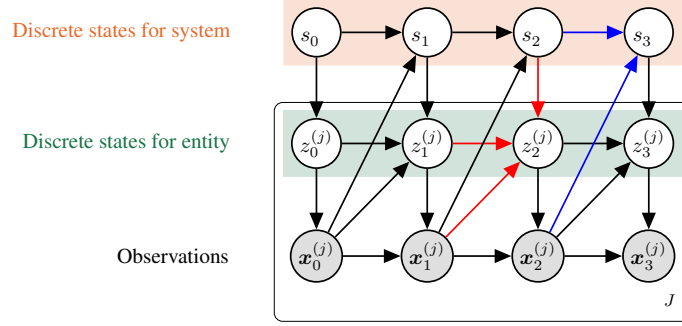 Discrete states for system s₀ s₁ s₂ s₃
Discrete states for entity z₀⁽ʲ⁾ z₁⁽ʲ⁾ z₂⁽ʲ⁾ z₃⁽ʲ⁾
Observations x₀⁽ʲ⁾ x₁⁽ʲ⁾ x₂⁽ʲ⁾ x₃⁽ʲ⁾
J